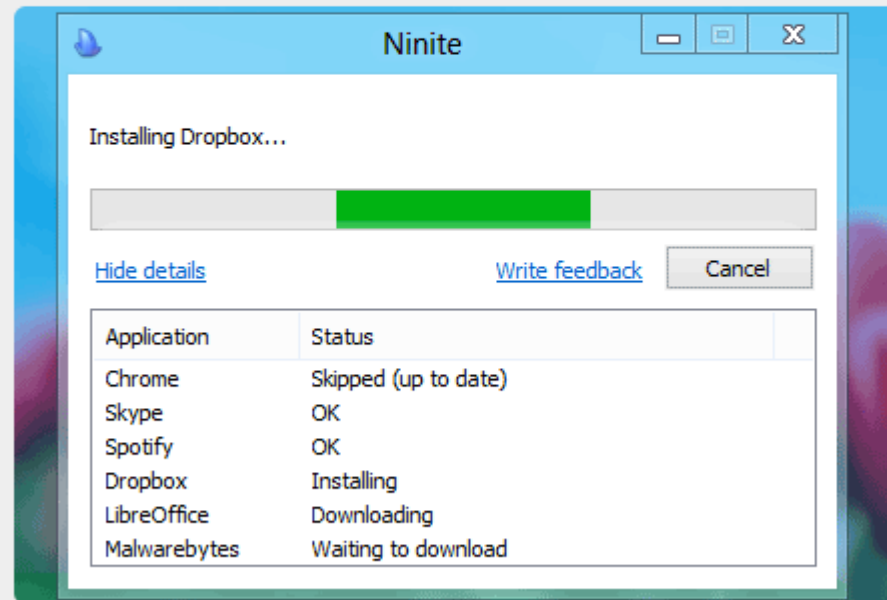 Ninite
Installing Dropbox...
Hide details Write feedback Cancel
Application Status
Chrome Skipped (up to date)
Skype OK
Spotify OK
Dropbox Installing
LibreOffice Downloading
Malwarebytes Waiting to download